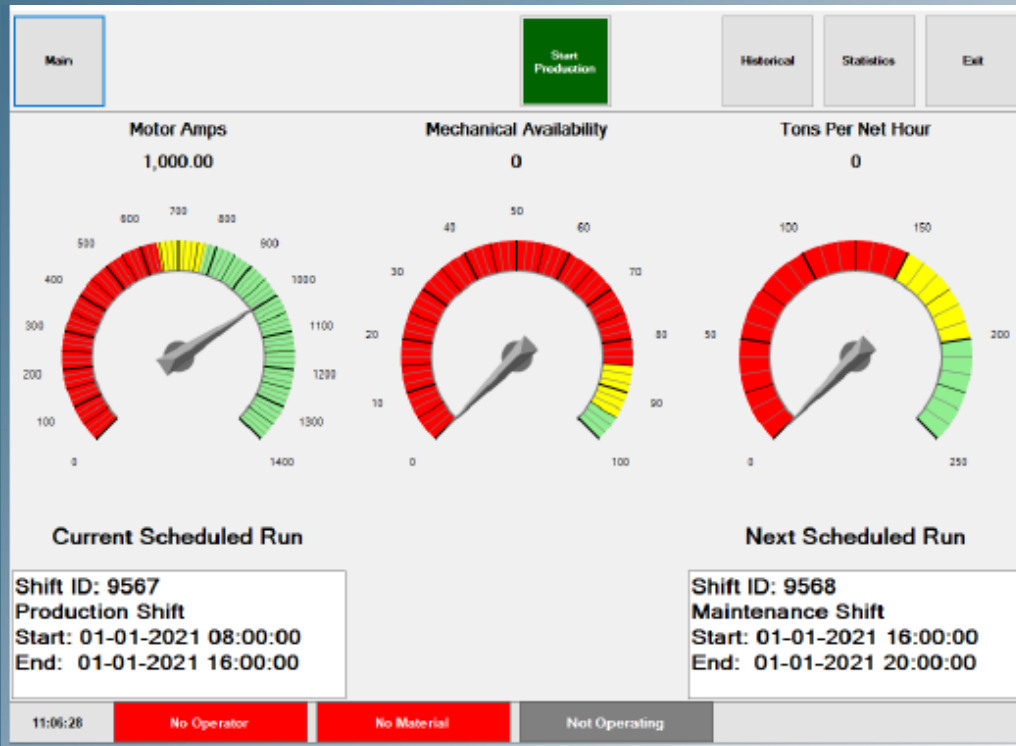 Main
Start
Production
Historical
Statistics
Exit
Motor Amps
Mechanical Availability
Tons Per Net Hour
1,000.00
0
0
0
100
200
300
400
500
600
700
800
900
1000
1100
1200
1300
1400
0
10
20
30
40
50
60
70
80
90
100
0
50
100
150
200
250
Current Scheduled Run
Shift ID: 9567
Production Shift
Start: 01-01-2021 08:00:00
End: 01-01-2021 16:00:00
Next Scheduled Run
Shift ID: 9568
Maintenance Shift
Start: 01-01-2021 16:00:00
End: 01-01-2021 20:00:00
11:06:28
No Operator
No Material
Not Operating